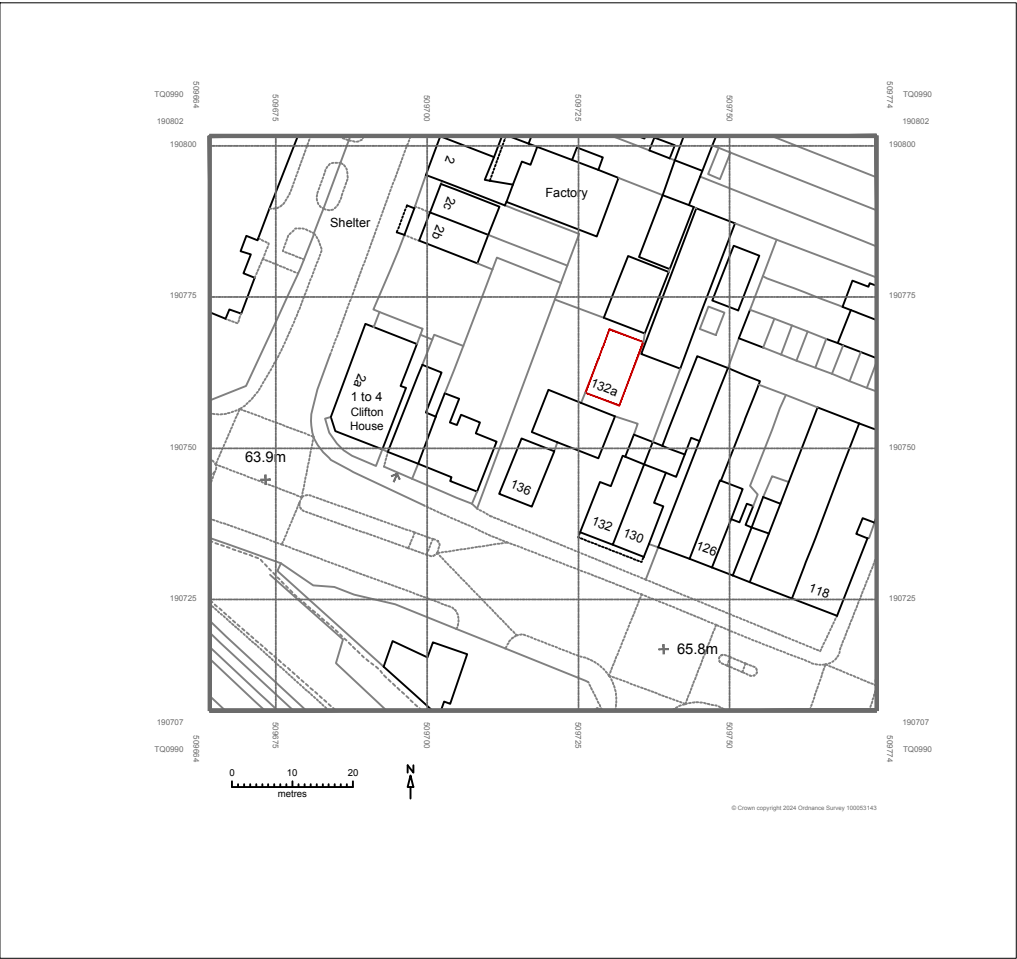 509664
509774
TQ0990
509675
509700
509725
509750
TQ0990
190802
190802
190800
190800
2
Factory
2c
2b
Shelter
190775
190775
132a
2a
1 to 4
Clifton
House
190750
190750
63.9m
136
132
130
126
118
190725
190725
65.8m
190707
190707
509675
509700
509725
509750
TQ0990
TQ0990
509664
509774
0 10 20
metres
N
© Crown copyright 2024 Ordnance Survey 100053143